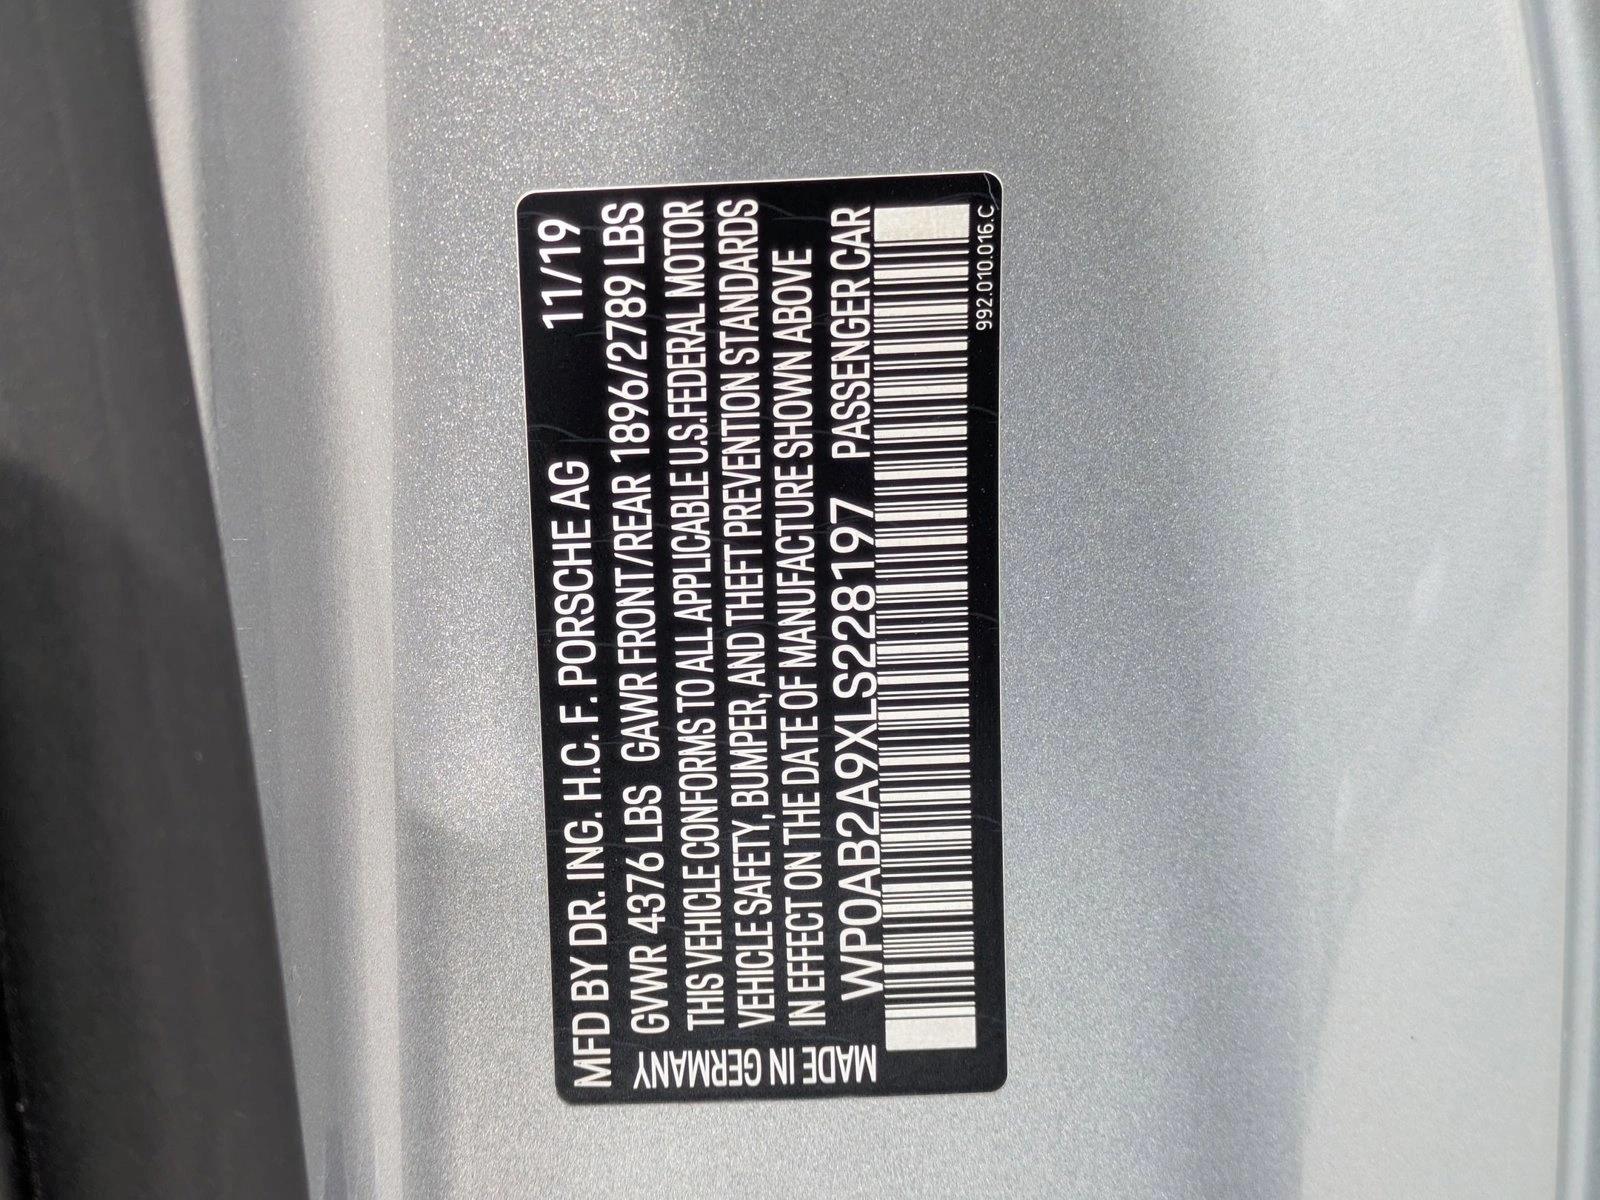 MFD BY DR. ING. H.C. F. PORSCHE AG 11/19
GVWR 4376 LBS GAWR FRONT/REAR 1896/2789 LBS
THIS VEHICLE CONFORMS TO ALL APPLICABLE U.S.FEDERAL MOTOR
VEHICLE SAFETY, BUMPER, AND THEFT PREVENTION STANDARDS
IN EFFECT ON THE DATE OF MANUFACTURE SHOWN ABOVE
WP0AB2A9XLS228197 PASSENGER CAR
992.010.016.C
MADE IN GERMANY